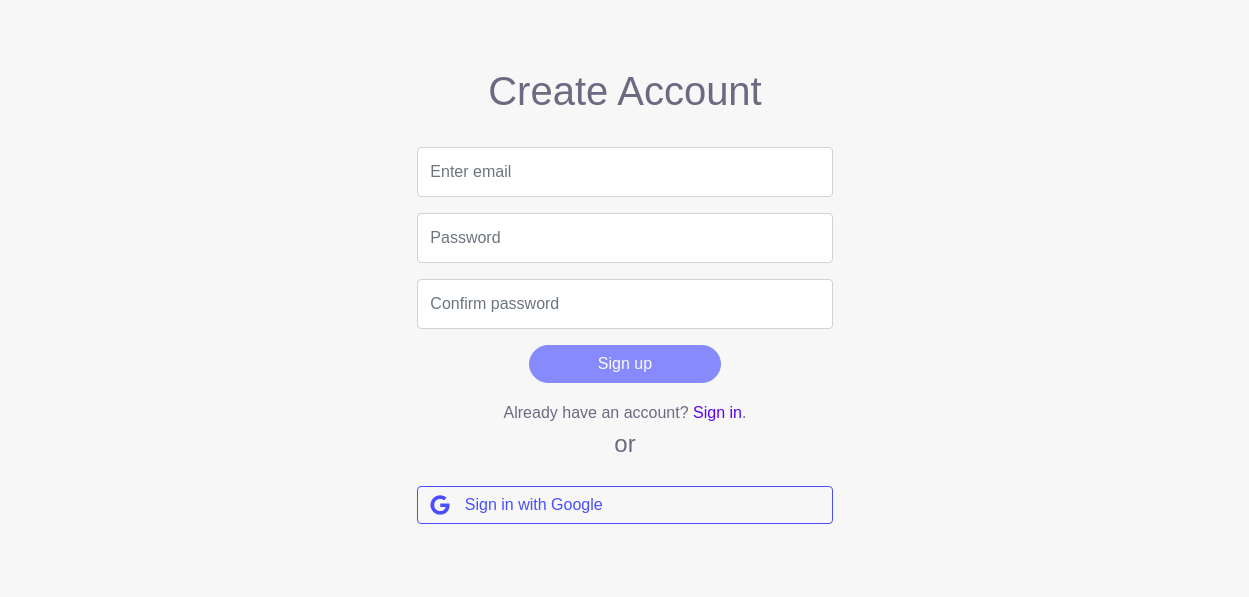 Create Account
Enter email
Password
Confirm password
Sign up
Already have an account? Sign in.
or
Sign in with Google